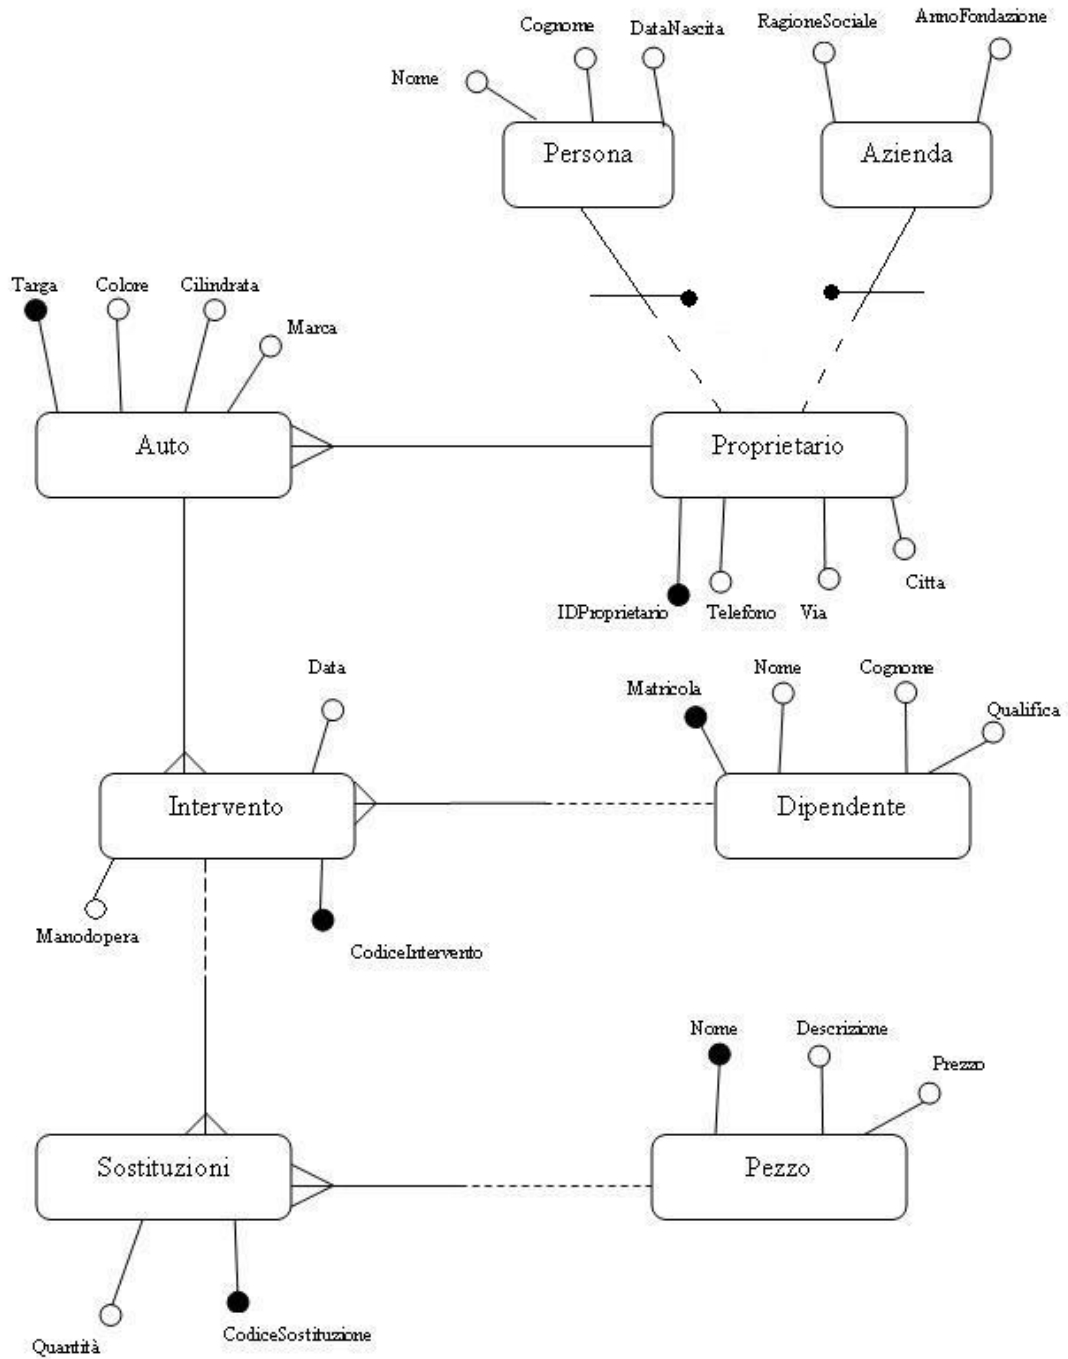 AnnoFondazione
RagioneSociale
Cognome
DataNascita
Nome
Persona
Azienda
Targa
Colore
Cilindrata
Marca
Auto
Proprietario
Citta
IDProprietario
Telefono
Via
Data
Nome
Cognome
Matricola
Qualifica
Intervento
Dipendente
Manodopera
CodiceIntervento
Nome
Descrizione
Prezzo
Sostituzioni
Pezzo
CodiceSostituzione
Quantità